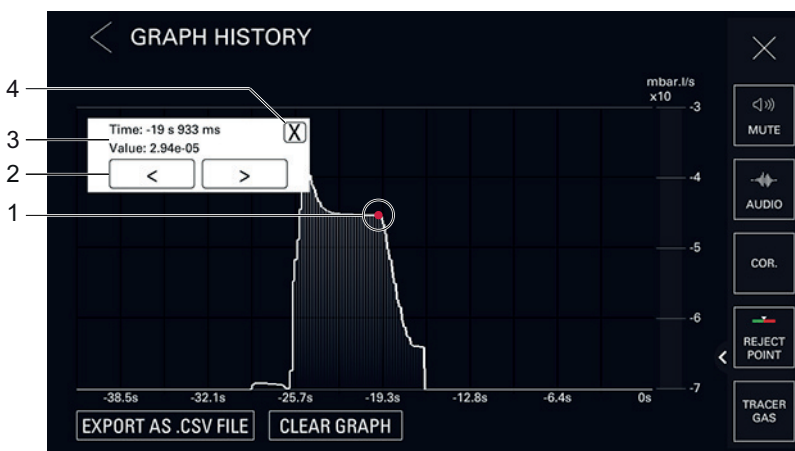 GRAPH HISTORY
mbar.l/s
x10
-3
-4
-5
-6
-7
4
3
2
1
Time: -19 s 933 ms
Value: 2.94e-05
X
<
>
-38.5s
-32.1s
-25.7s
-19.3s
-12.8s
-6.4s
0s
EXPORT AS .CSV FILE
CLEAR GRAPH
MUTE
AUDIO
COR.
REJECT
POINT
TRACER
GAS